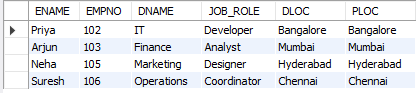 ENAME EMPNO DNAME JOB_ROLE DLOC PLOC
Priya 102 IT Developer Bangalore Bangalore
Arjun 103 Finance Analyst Mumbai Mumbai
Neha 105 Marketing Designer Hyderabad Hyderabad
Suresh 106 Operations Coordinator Chennai Chennai